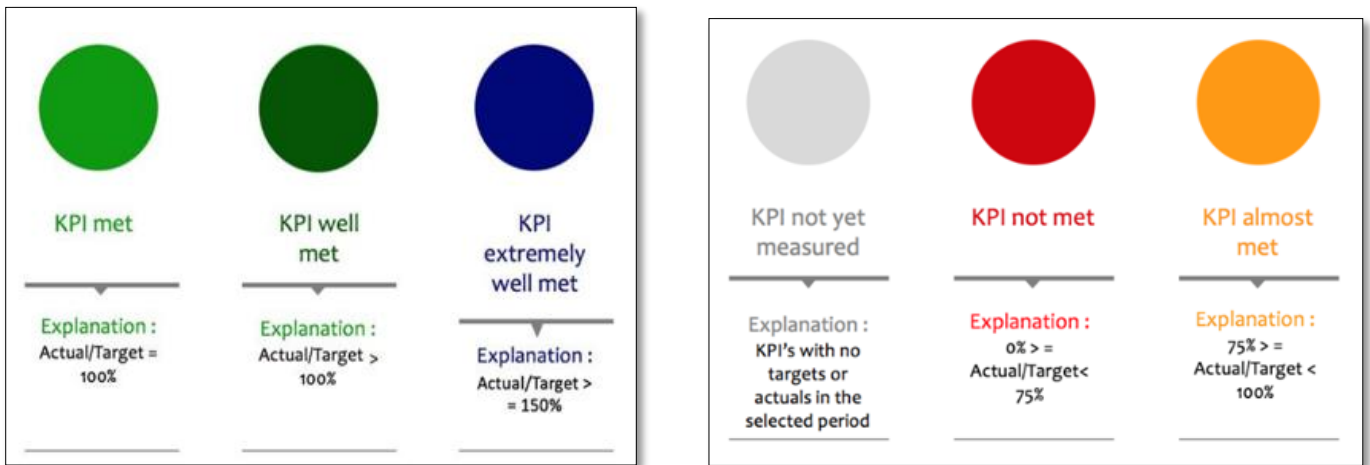 KPI met
Explanation :
Actual/Target =
100%
KPI well
met
Explanation :
Actual/Target >
100%
KPI
extremely
well met
Explanation :
Actual/Target >
= 150%
KPI not yet
measured
Explanation :
KPI's with no
targets or
actuals in the
selected period
KPI not met
Explanation :
0% > =
Actual/Target<
75%
KPI almost
met
Explanation :
75% > =
Actual/Target <
100%